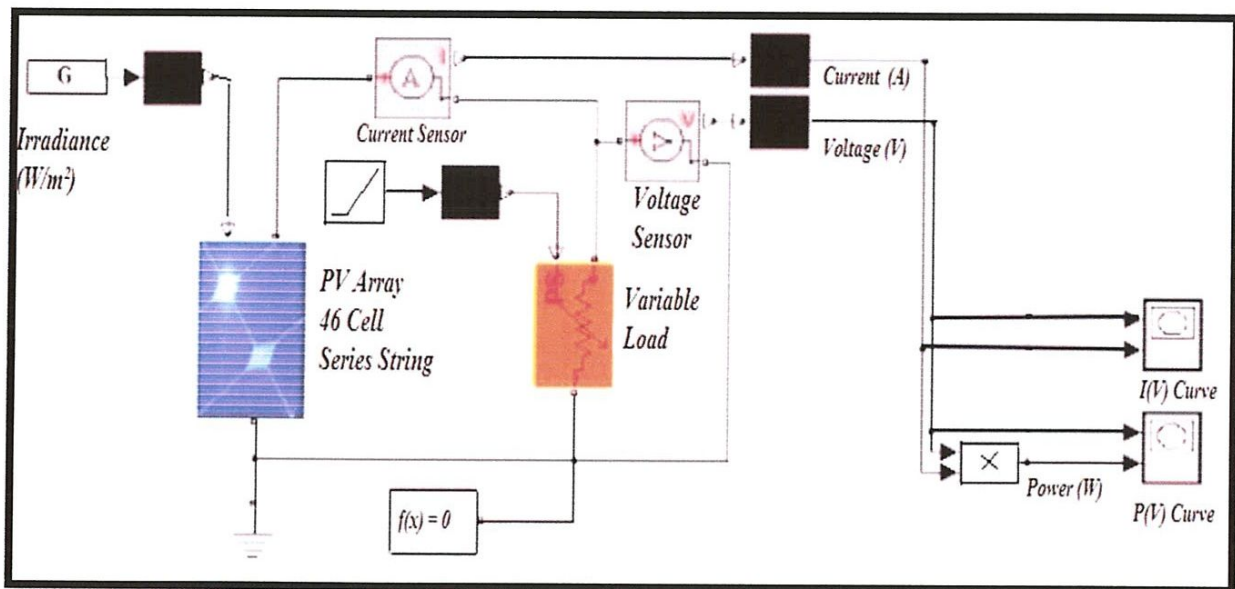 G
Irradiance
(W/m²)
A
I
Current Sensor
Current (A)
V
Voltage (V)
Voltage
Sensor
PV Array
46 Cell
Series String
PS
Variable
Load
I(V) Curve
f(x) = 0
×
Power (W)
P(V) Curve